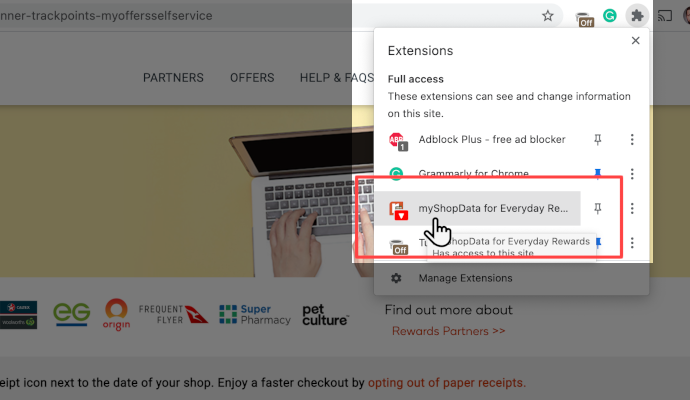 nner-trackpoints-myoffersselfservice
Off
Extensions
PARTNERS OFFERS HELP & FAQS
Full access
These extensions can see and change information
on this site.
ABP
1
Adblock Plus - free ad blocker
Grammarly for Chrome
myShopData for Everyday Re...
ShopData for Everyday Rewards
Has access to this site
Off
Manage Extensions
EG
origin
FREQUENT
FLYER
Super
Pharmacy
pet
culture
Find out more about
Rewards Partners >>
eipt icon next to the date of your shop. Enjoy a faster checkout by opting out of paper receipts.